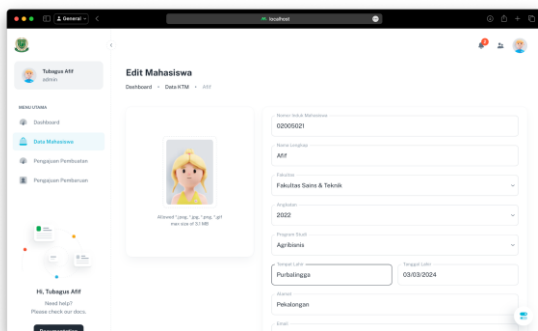 General
localhost
2
Tubagus Afif
admin
Edit Mahasiswa
Dashboard • Data KTM • Afif
MENU UTAMA
Dashboard
Data Mahasiswa
Pengajuan Pembuatan
Pengajuan Pembaruan
Allowed *.jpeg, *.jpg, *.png, *.gif
max size of 3.1 MB
Nomor Induk Mahasiswa
02005021
Nama Lengkap
Afif
Fakultas
Fakultas Sains & Teknik
Angkatan
2022
Program Studi
Agribisnis
Tempat Lahir
Purbalingga
Tanggal Lahir
03/03/2024
Alamat
Pekalongan
Email
Hi, Tubagus Afif
Need help?
Please check our docs.
Documentation